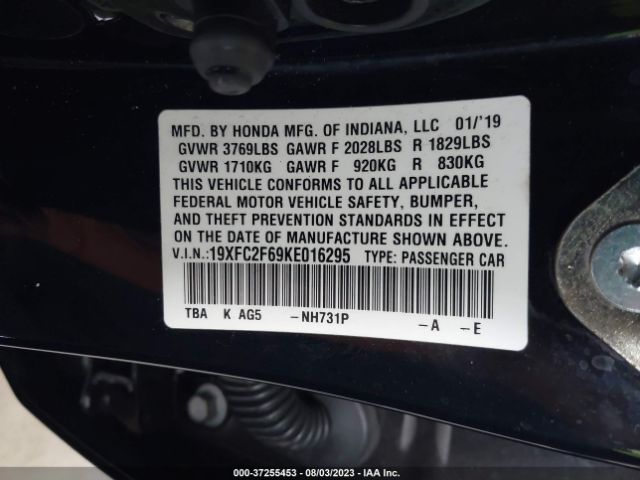 MFD. BY HONDA MFG. OF INDIANA, LLC 01/'19
GVWR 3769LBS GAWR F 2028LBS R 1829LBS
GVWR 1710KG GAWR F 920KG R 830KG
THIS VEHICLE CONFORMS TO ALL APPLICABLE
FEDERAL MOTOR VEHICLE SAFETY, BUMPER,
AND THEFT PREVENTION STANDARDS IN EFFECT
ON THE DATE OF MANUFACTURE SHOWN ABOVE.
V.I.N.:19XFC2F69KE016295 TYPE: PASSENGER CAR
TBA K AG5 -NH731P -A -E
000-37255453 - 08/03/2023 - IAA Inc.